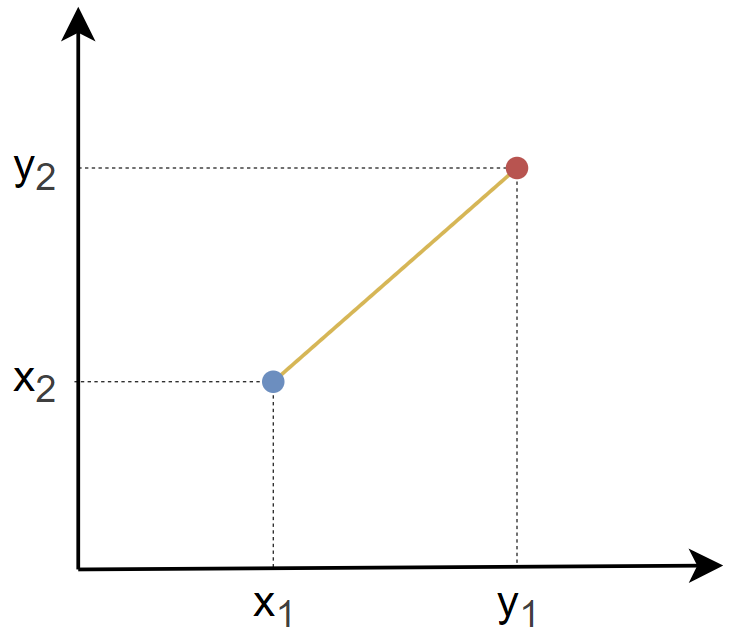 y₂
x₂
x₁ y₁